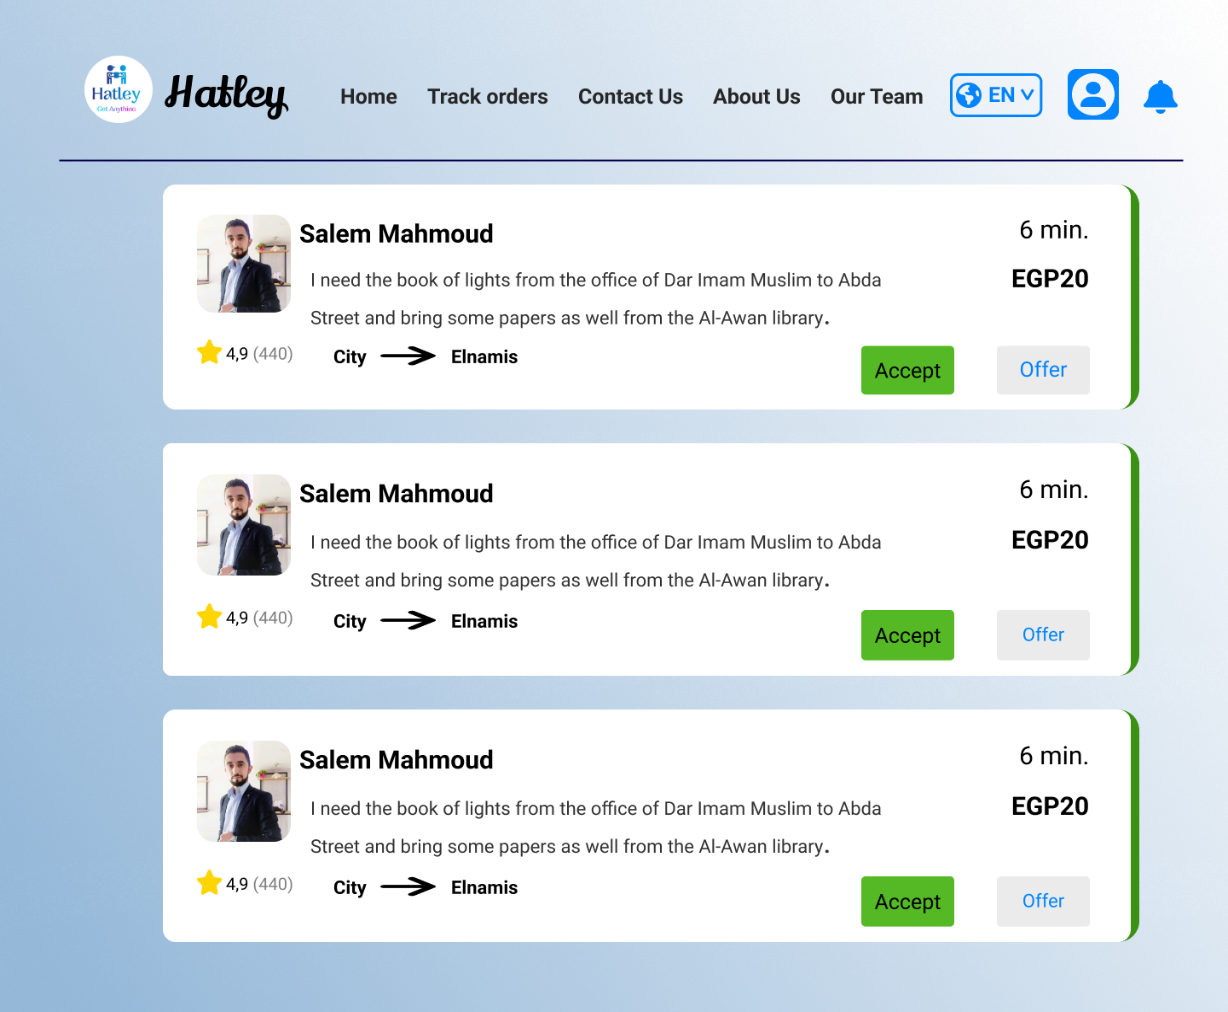 Hatley
Get Anything
Hatley
Home Track orders Contact Us About Us Our Team EN
Salem Mahmoud
6 min.
I need the book of lights from the office of Dar Imam Muslim to Abda
EGP20
Street and bring some papers as well from the Al-Awan library.
4,9 (440) City Elnamis
Accept Offer
Salem Mahmoud
6 min.
I need the book of lights from the office of Dar Imam Muslim to Abda
EGP20
Street and bring some papers as well from the Al-Awan library.
4,9 (440) City Elnamis
Accept Offer
Salem Mahmoud
6 min.
I need the book of lights from the office of Dar Imam Muslim to Abda
EGP20
Street and bring some papers as well from the Al-Awan library.
4,9 (440) City Elnamis
Accept Offer